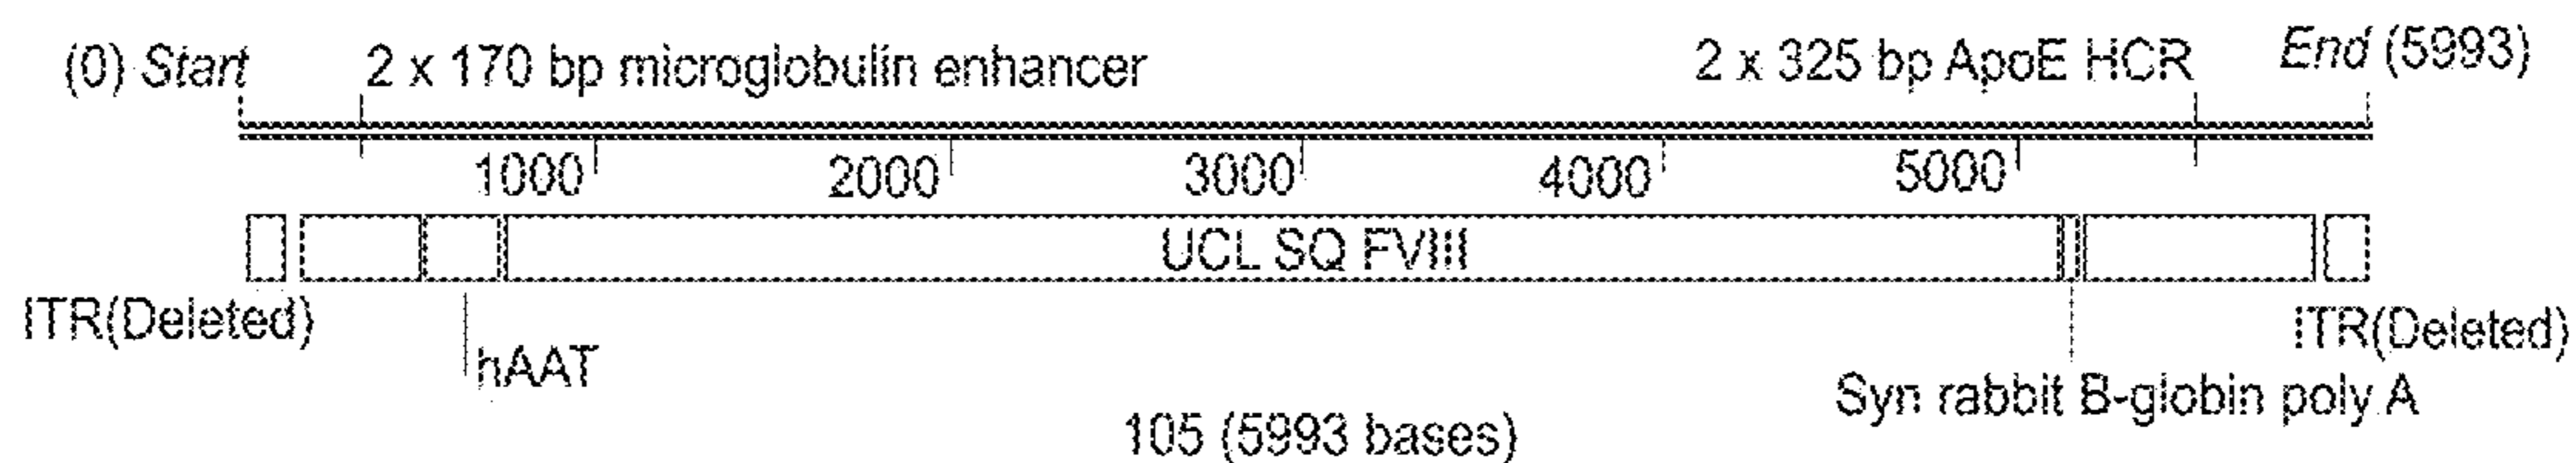 (0) Start 2 x 170 bp microglobulin enhancer 2 x 325 bp ApoE HCR End (5993)
1000 2000 3000 4000 5000
UCL SQ FVIII
ITR(Deleted) ITR(Deleted)
hAAT
Syn rabbit B-globin poly A
105 (5993 bases)